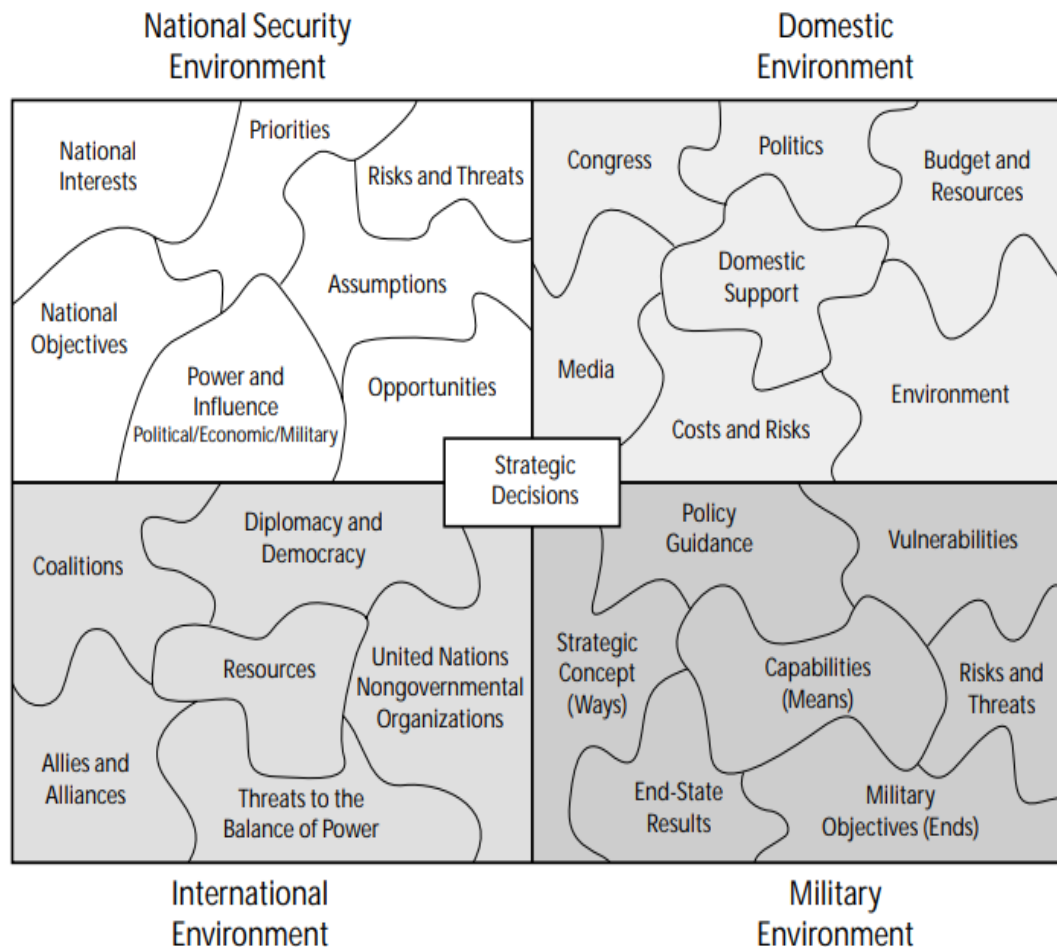 National Security
Environment
Domestic
Environment
National
Interests
Priorities
Risks and Threats
Assumptions
National
Objectives
Power and
Influence
Political/Economic/Military
Opportunities
Congress
Politics
Budget and
Resources
Domestic
Support
Media
Costs and Risks
Environment
Strategic
Decisions
Coalitions
Diplomacy and
Democracy
Resources
United Nations
Nongovernmental
Organizations
Allies and
Alliances
Threats to the
Balance of Power
Policy
Guidance
Vulnerabilities
Strategic
Concept
(Ways)
Capabilities
(Means)
Risks and
Threats
End-State
Results
Military
Objectives (Ends)
International
Environment
Military
Environment